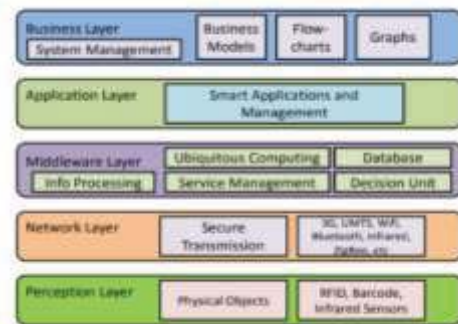 Business Layer
System Management
Business
Models
Flow-
charts
Graphs
Application Layer
Smart Applications and
Management
Middleware Layer
Ubiquitous Computing
Database
Info Processing
Service Management
Decision Unit
Network Layer
Secure
Transmission
3G, UMTS, Wifi,
Bluetooth, infrared,
ZigBee, etc
Perception Layer
Physical Objects
RFID, Barcode,
Infrared Sensors